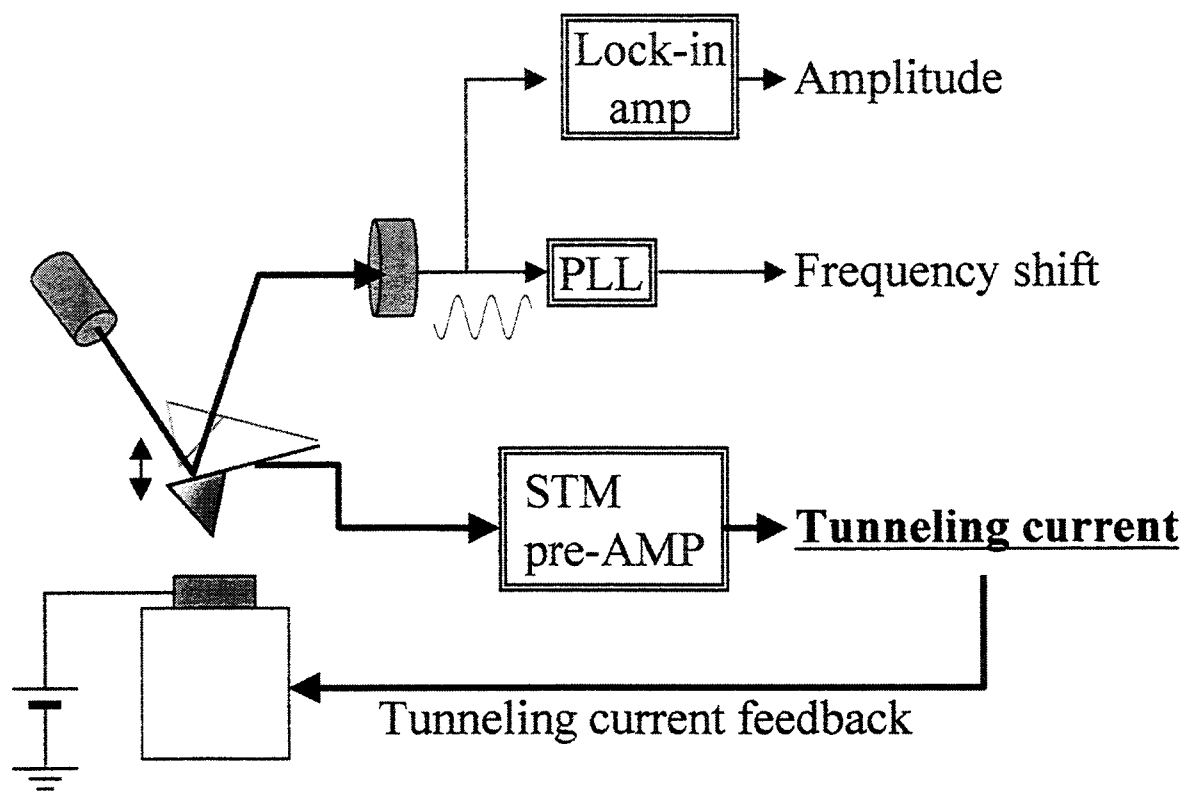 Lock-in
amp
Amplitude
PLL
Frequency shift
STM
pre-AMP
Tunneling current
Tunneling current feedback